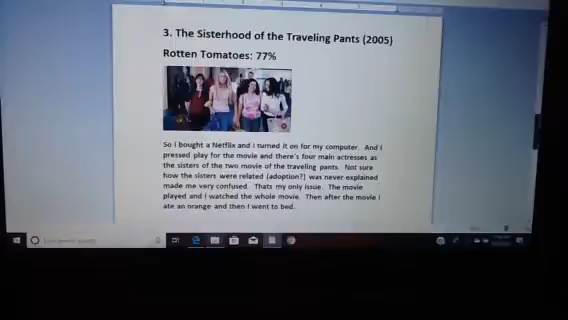 3. The Sisterhood of the Traveling Pants (2005)
Rotten Tomatoes: 77%
So I bought a Netflix and I turned it on for my computer. And I
pressed play for the movie and there's four main actresses as
the sisters of the two movie of the traveling pants. Not sure
how the sisters were related (adoption?) was never explained
made me very confused. Thats my only issue. The movie
played and I watched the whole movie. Then after the movie I
ate an orange and then I went to bed.